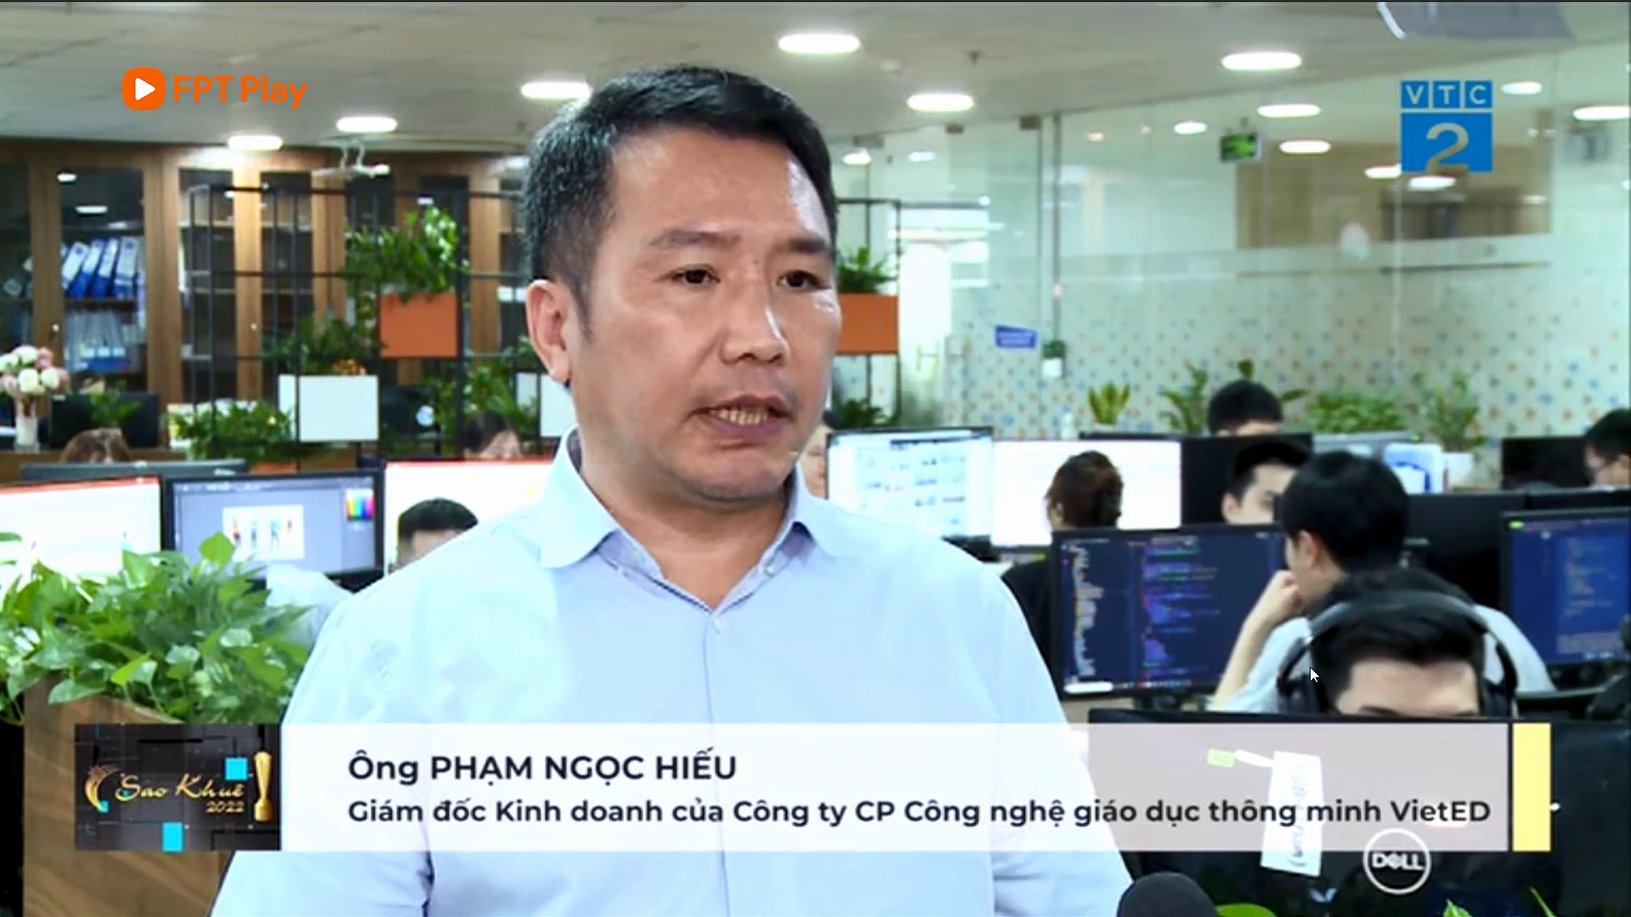 FPT Play
VTC
2
Sao Khuê
2022
Ông PHẠM NGỌC HIẾU
Giám đốc Kinh doanh của Công ty CP Công nghệ giáo dục thông minh VietED
DELL